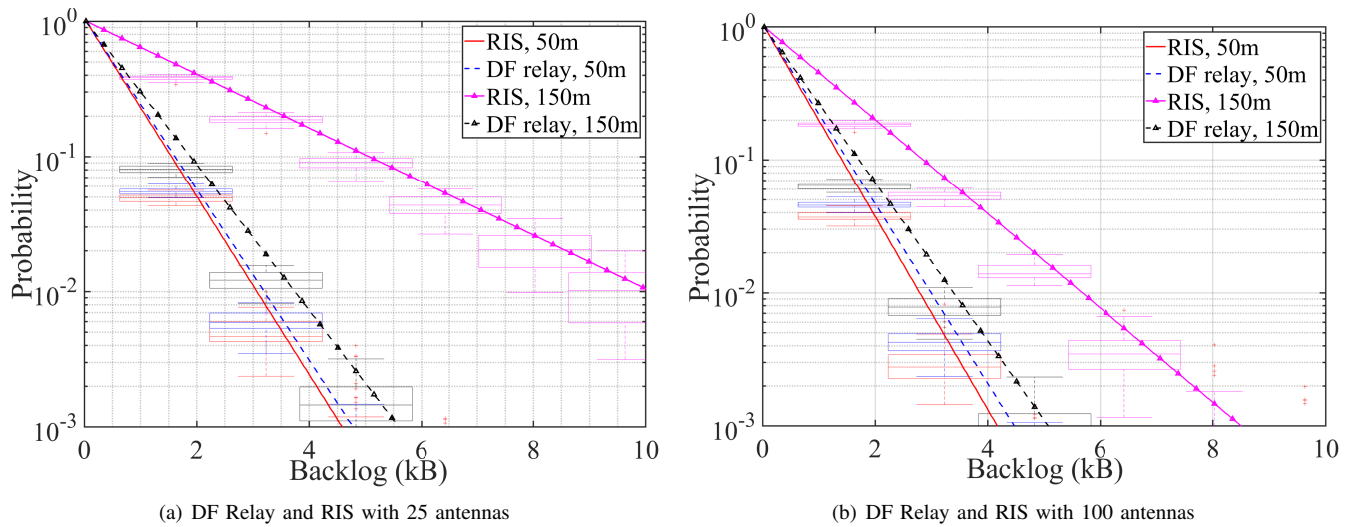 10^0
10^-1
10^-2
10^-3
Probability
0 2 4 6 8 10
Backlog (kB)
RIS, 50m
DF relay, 50m
RIS, 150m
DF relay, 150m
(a) DF Relay and RIS with 25 antennas
10^0
10^-1
10^-2
10^-3
Probability
0 2 4 6 8 10
Backlog (kB)
RIS, 50m
DF relay, 50m
RIS, 150m
DF relay, 150m
(b) DF Relay and RIS with 100 antennas